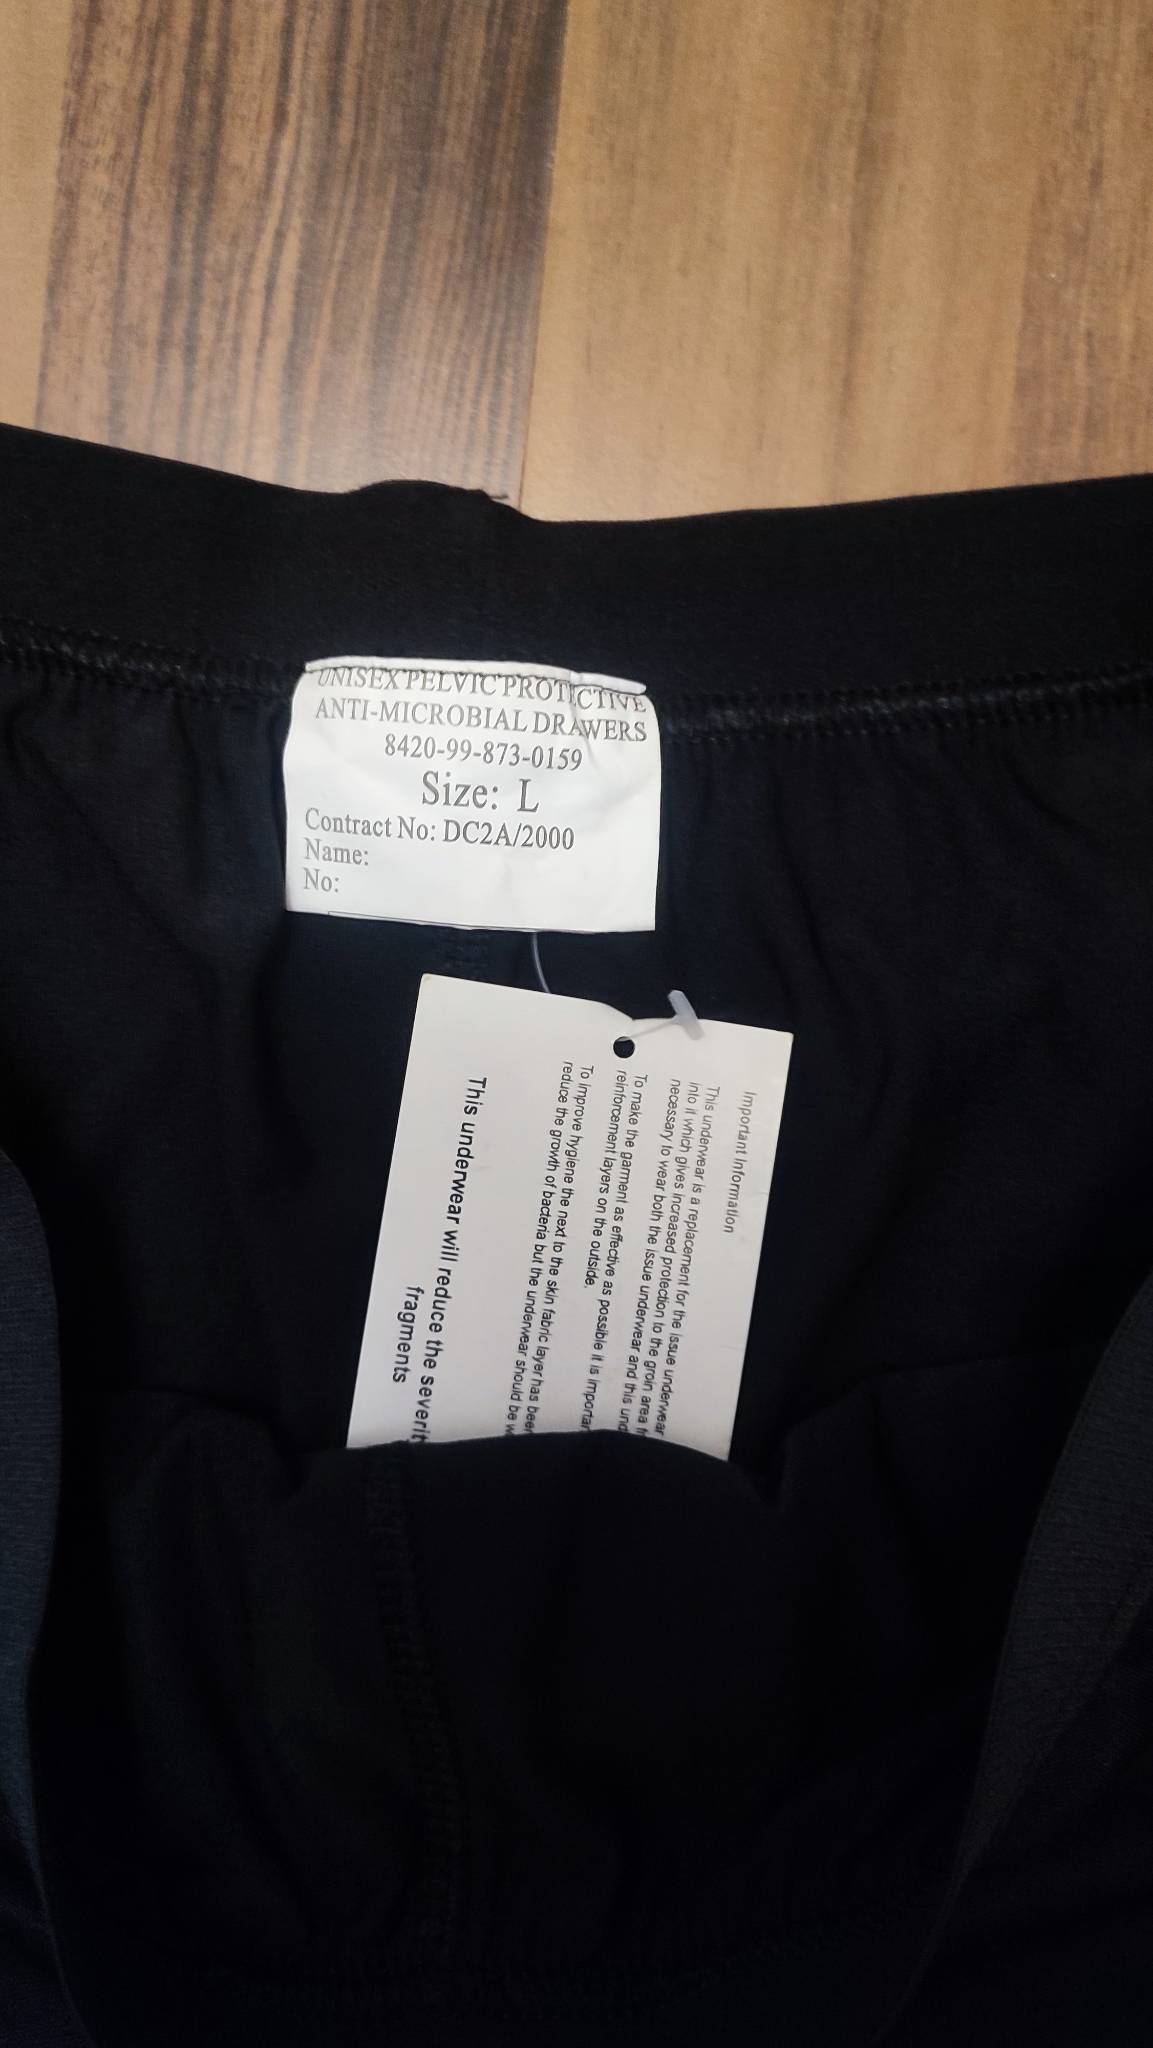 UNISEX PELVIC PROTECTIVE
ANTI-MICROBIAL DRAWERS
8420-99-873-0159
Size: L
Contract No: DC2A/2000
Name:
No:
Important Information
This underwear is a replacement for the issue underwear
into it which gives increased protection to the groin area
necessary to wear both the issue underwear and this
To make the garment as effective as possible it is
reinforcement layers on the outside.
To improve hygiene the next to the skin fabric layer has
reduce the growth of bacteria but the underwear should be
This underwear will reduce the
fragments